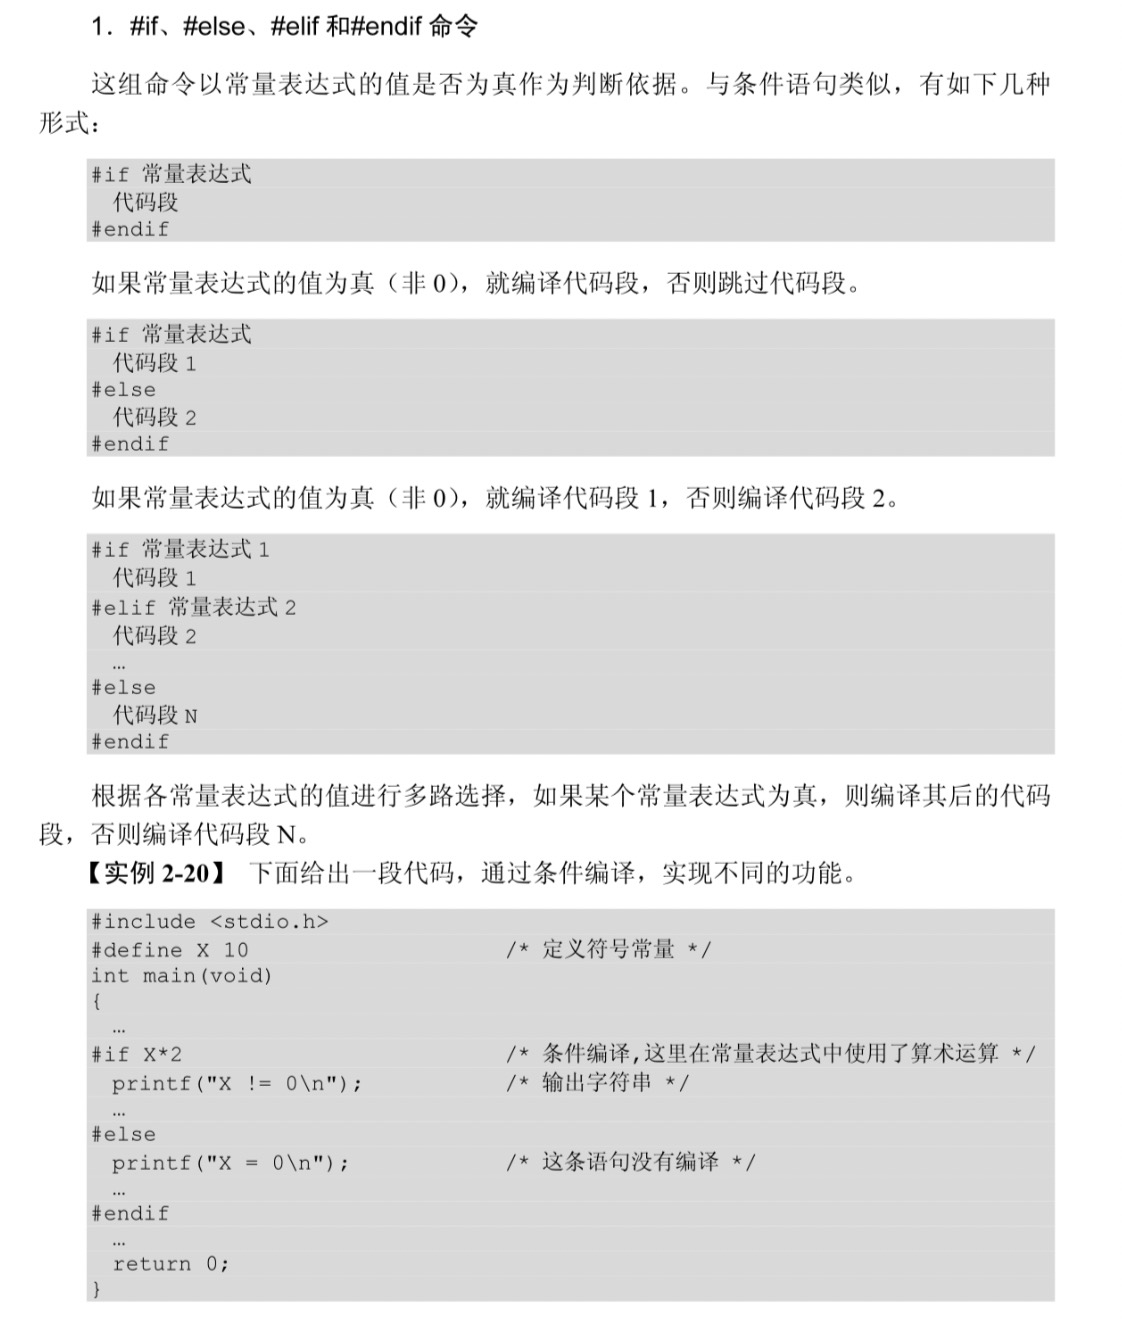 1. #if、#else、#elif 和#endif 命令
这组命令以常量表达式的值是否为真作为判断依据。与条件语句类似，有如下几种
形式：
#if 常量表达式
代码段
#endif
如果常量表达式的值为真（非 0），就编译代码段，否则跳过代码段。
#if 常量表达式
代码段 1
#else
代码段 2
#endif
如果常量表达式的值为真（非 0），就编译代码段 1，否则编译代码段 2。
#if 常量表达式 1
代码段 1
#elif 常量表达式 2
代码段 2
…
#else
代码段 N
#endif
根据各常量表达式的值进行多路选择，如果某个常量表达式为真，则编译其后的代码
段，否则编译代码段 N。
【实例 2-20】 下面给出一段代码，通过条件编译，实现不同的功能。
#include <stdio.h>
#define X 10 /* 定义符号常量 */
int main(void)
{
…
#if X*2 /* 条件编译,这里在常量表达式中使用了算术运算 */
printf("X != 0\n"); /* 输出字符串 */
…
#else
printf("X = 0\n"); /* 这条语句没有编译 */
…
#endif
…
return 0;
}